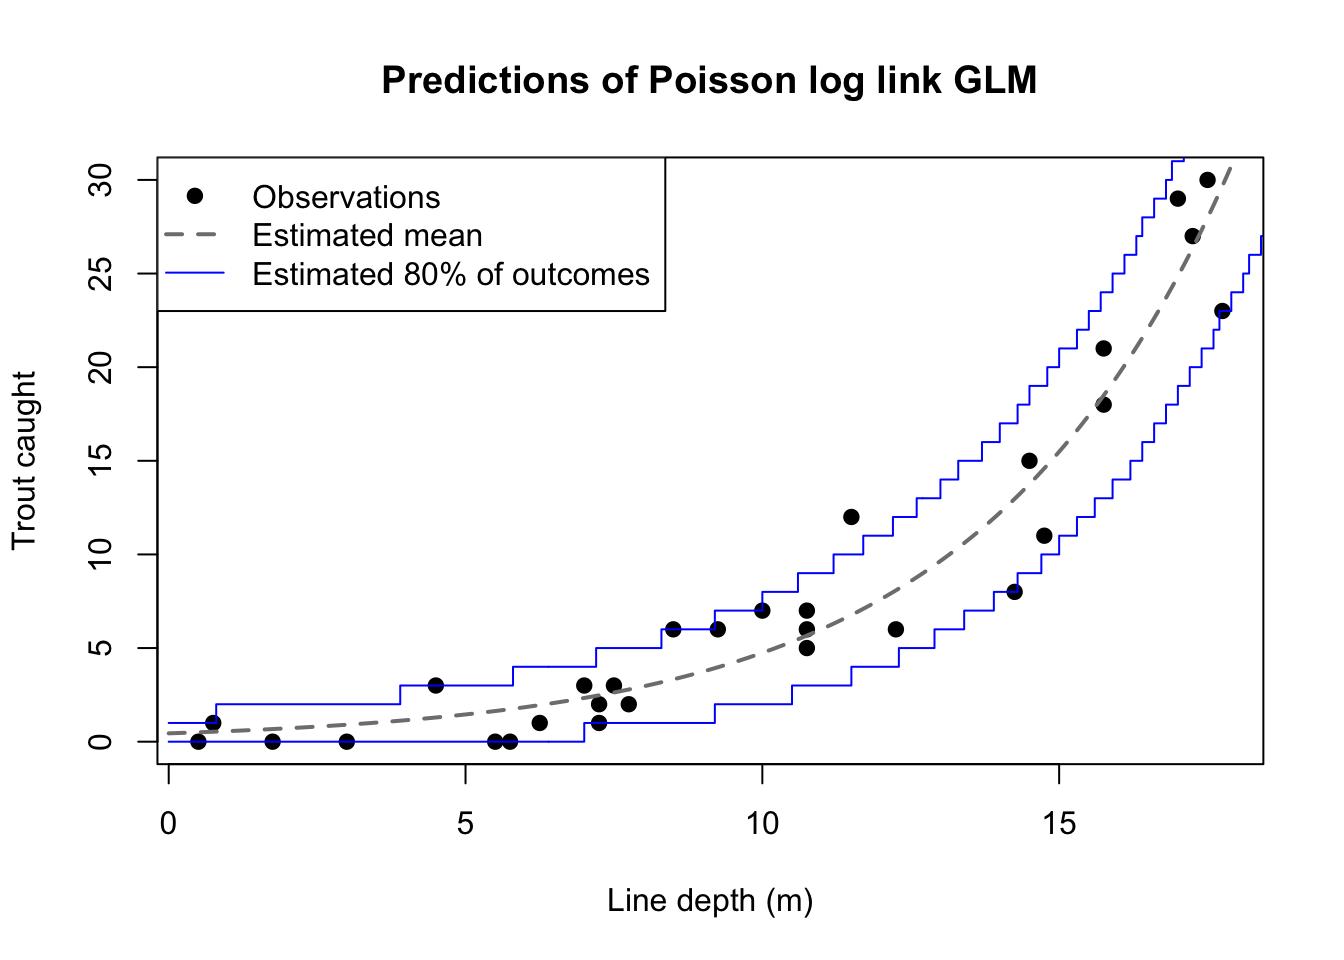 Predictions of Poisson log link GLM
Observations
Estimated mean
Estimated 80% of outcomes
Trout caught
30
25
20
15
10
5
0
0 5 10 15
Line depth (m)